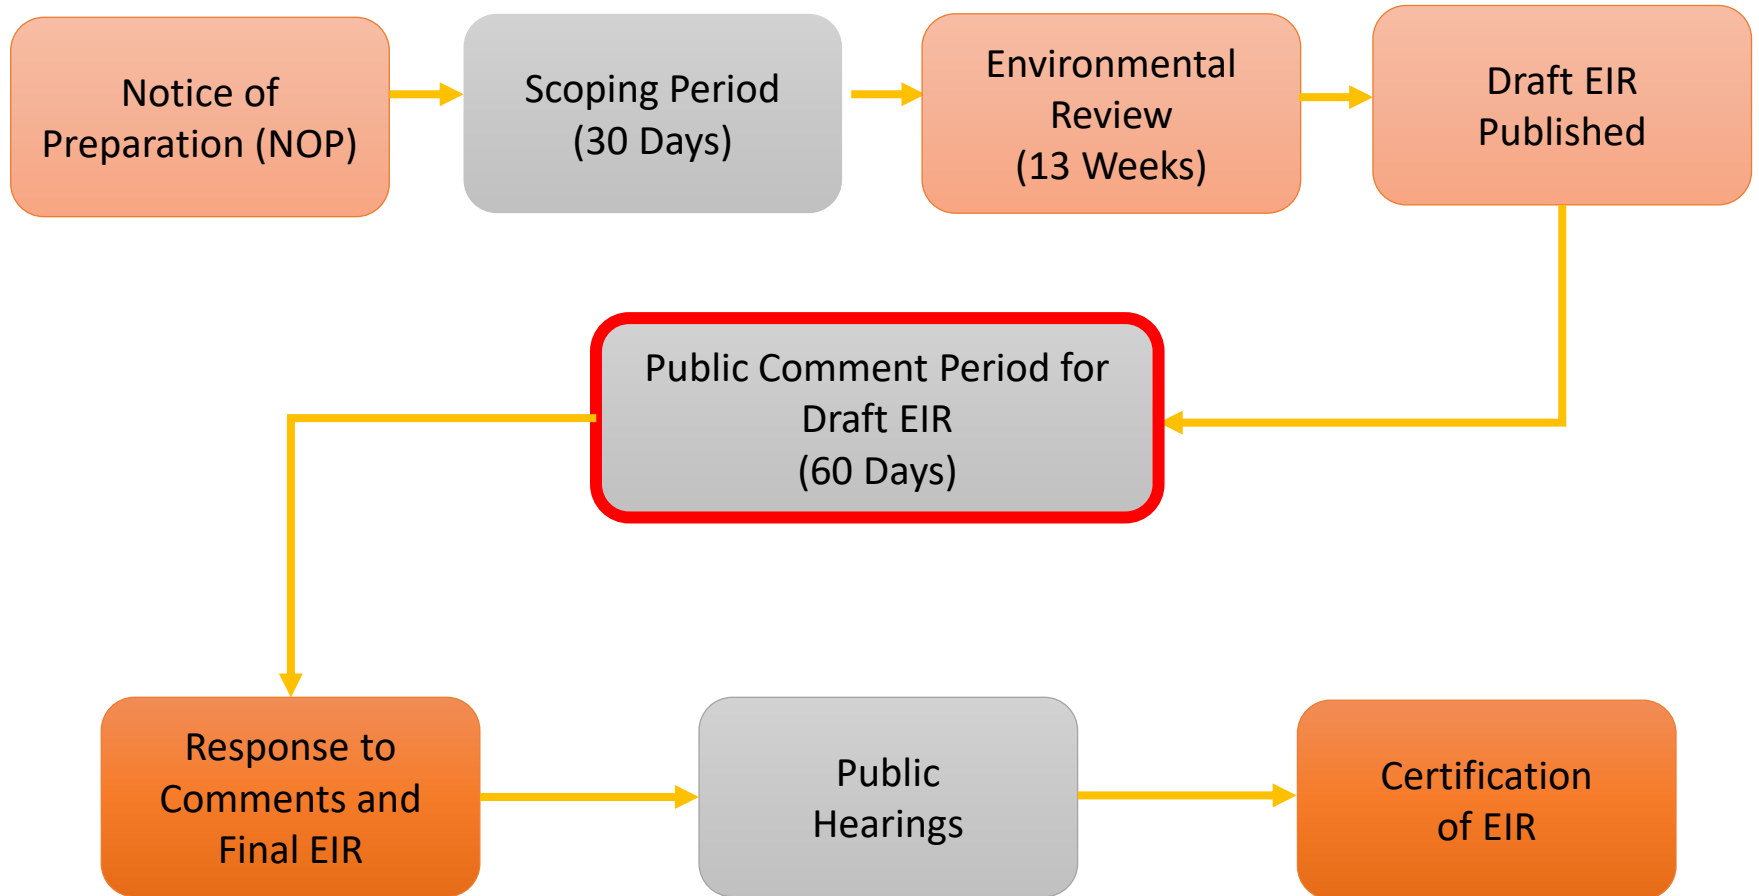 Notice of
Preparation (NOP)
Scoping Period
(30 Days)
Environmental
Review
(13 Weeks)
Draft EIR
Published
Public Comment Period for
Draft EIR
(60 Days)
Response to
Comments and
Final EIR
Public
Hearings
Certification
of EIR